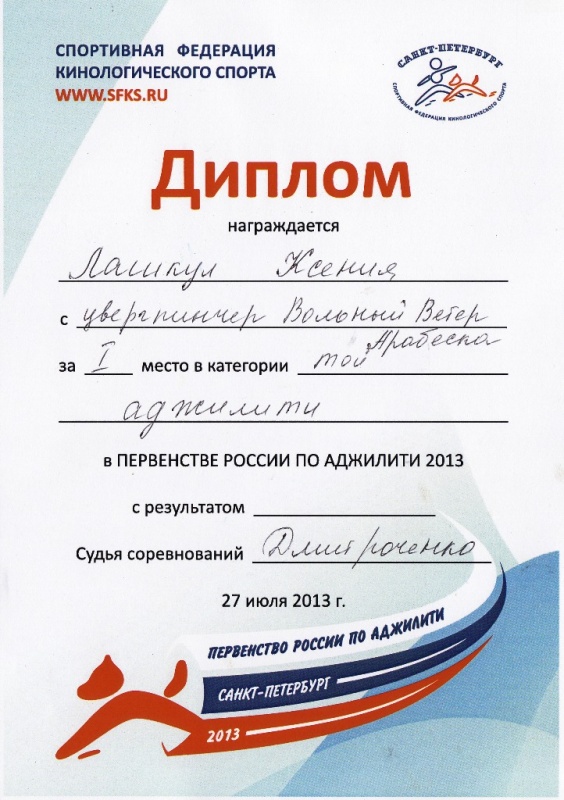 СПОРТИВНАЯ ФЕДЕРАЦИЯ
КИНОЛОГИЧЕСКОГО СПОРТА
WWW.SFKS.RU
САНКТ-ПЕТЕРБУРГ
СПОРТИВНАЯ ФЕДЕРАЦИЯ КИНОЛОГИЧЕСКОГО СПОРТА
Диплом
награждается
Лашкул Ксения
с цвергпинчер Вольный Ветер
Арабеска
за I место в категории той
аджилити
в ПЕРВЕНСТВЕ РОССИИ ПО АДЖИЛИТИ 2013
с результатом
Судья соревнований Дмитроченко
27 июля 2013 г.
ПЕРВЕНСТВО РОССИИ ПО АДЖИЛИТИ
САНКТ-ПЕТЕРБУРГ
2013